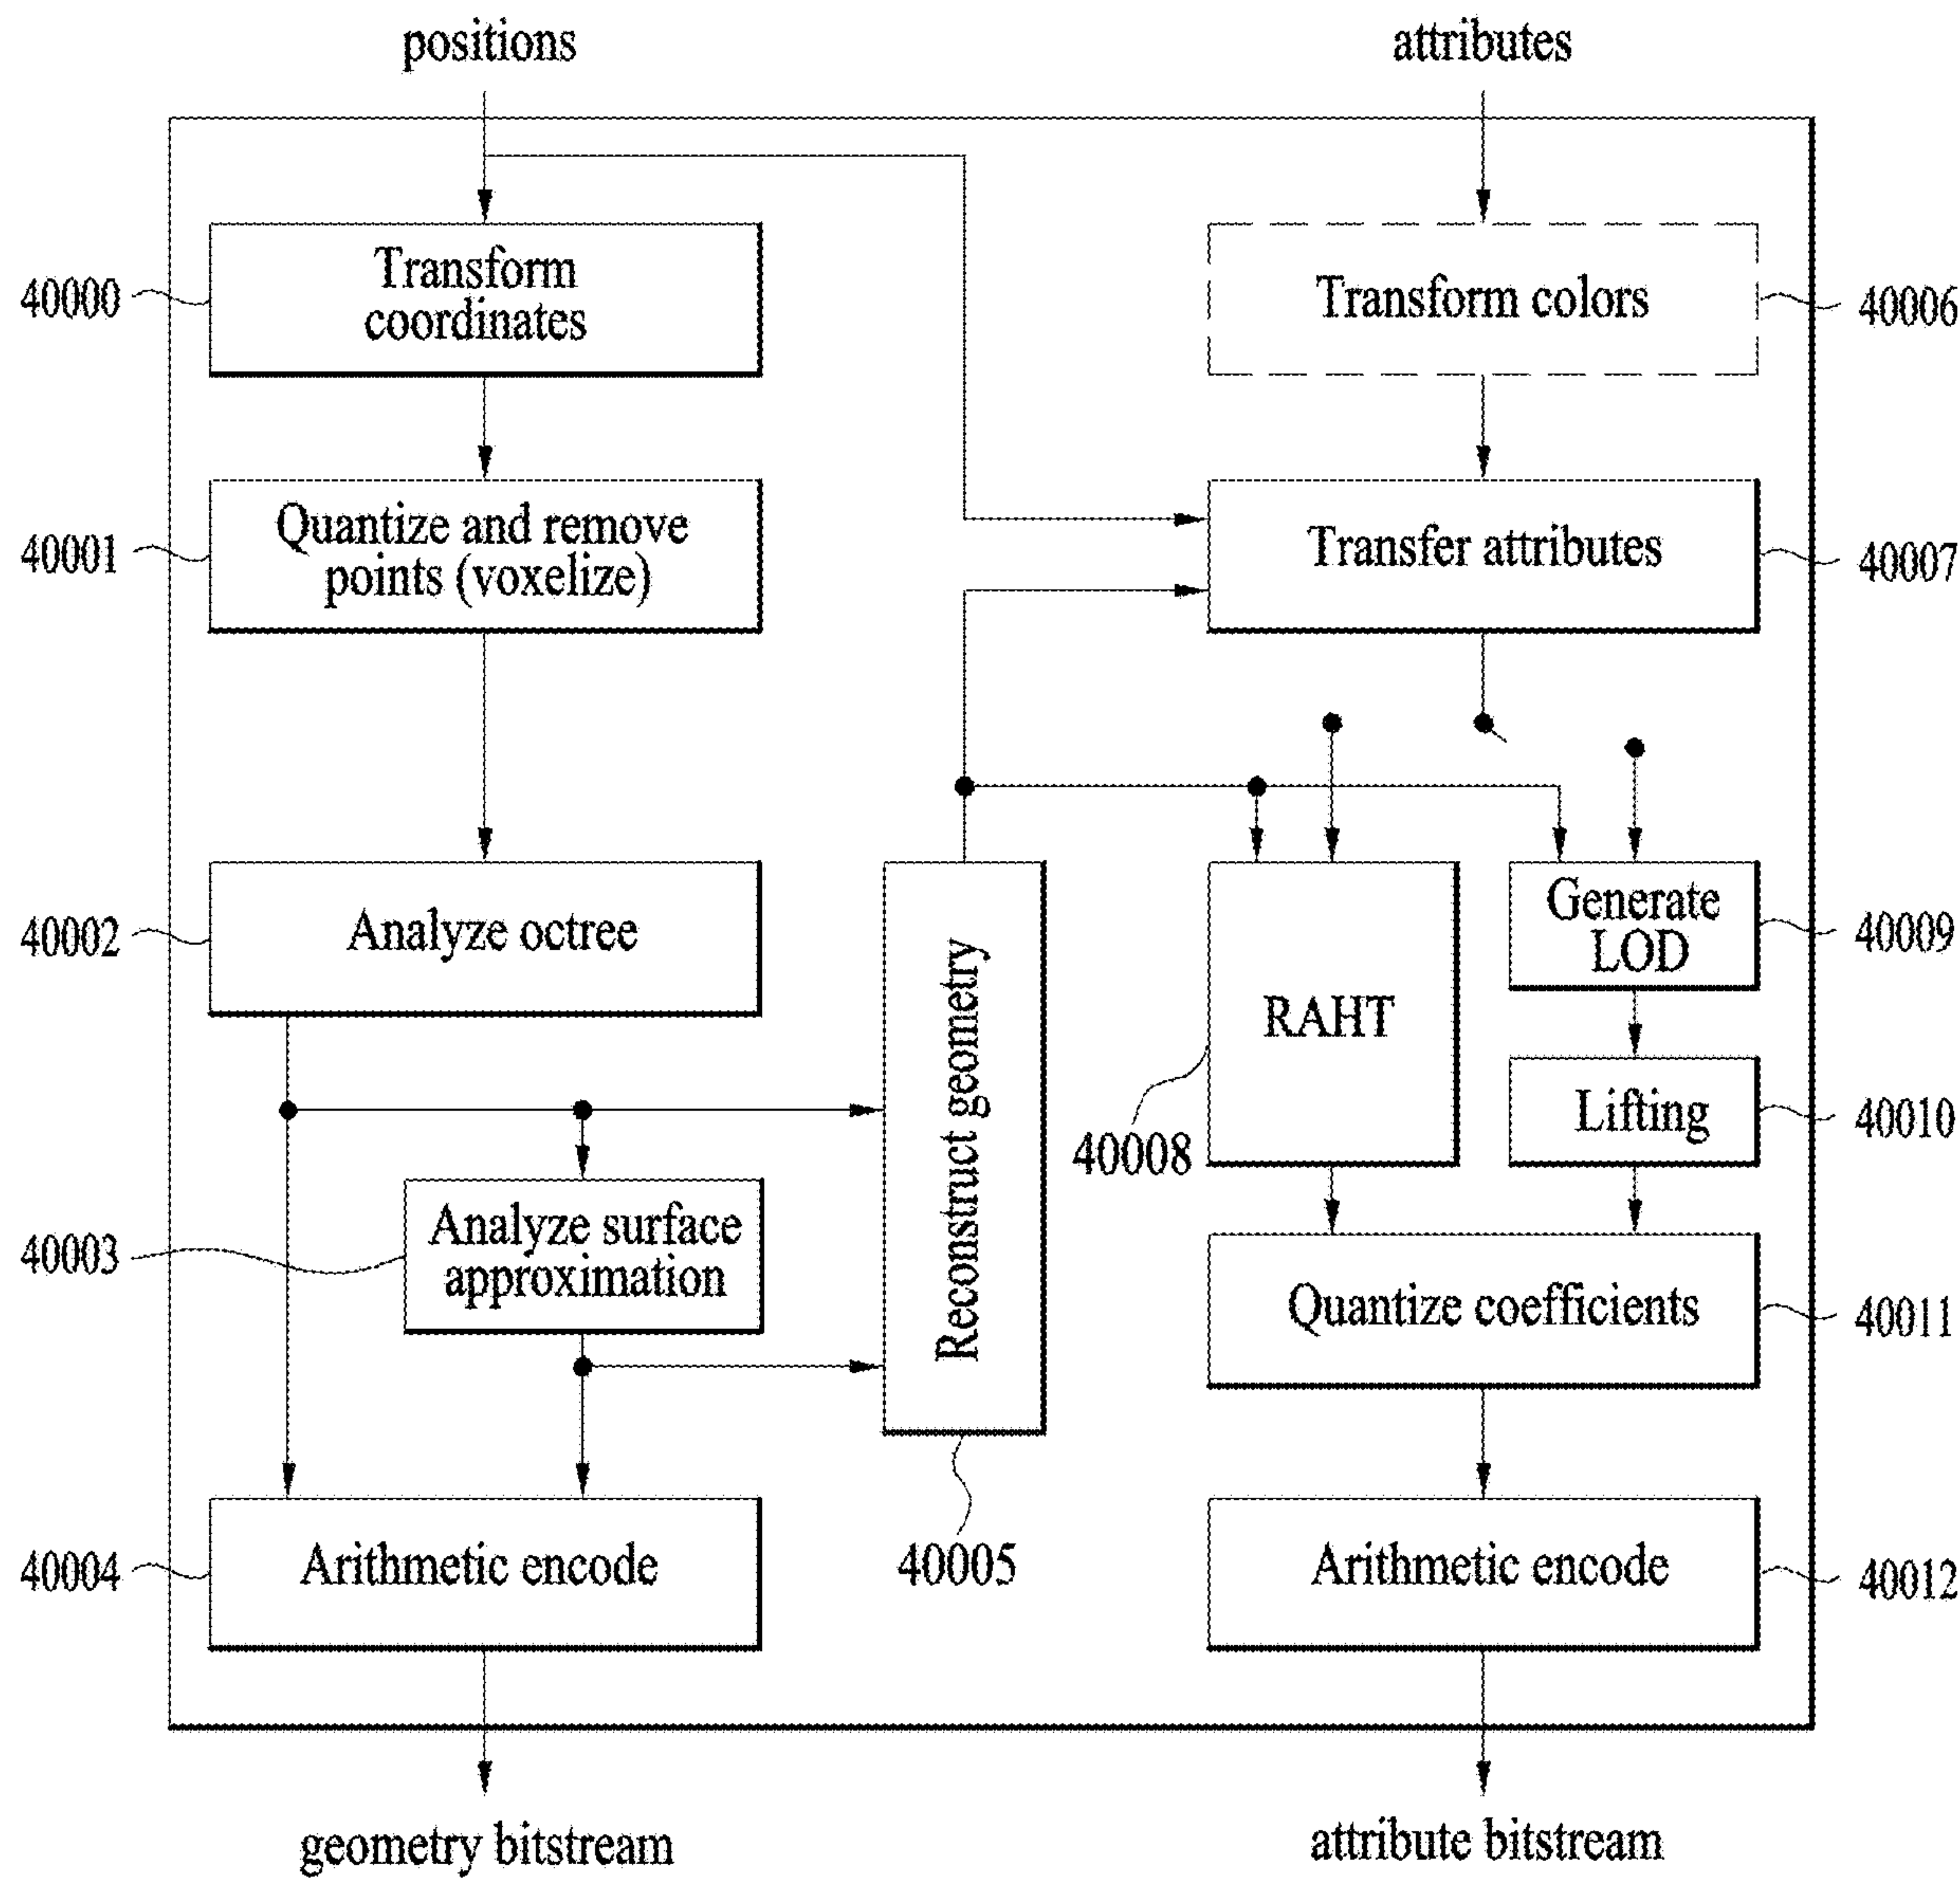 positions
attributes
Transform
coordinates
40000
Transform colors
40006
Quantize and remove
points (voxelize)
40001
Transfer attributes
40007
Analyze octree
40002
Reconstruct geometry
40005
RAHT
40008
Generate
LOD
40009
Lifting
40010
Analyze surface
approximation
40003
Quantize coefficients
40011
Arithmetic encode
40004
Arithmetic encode
40012
geometry bitstream
attribute bitstream